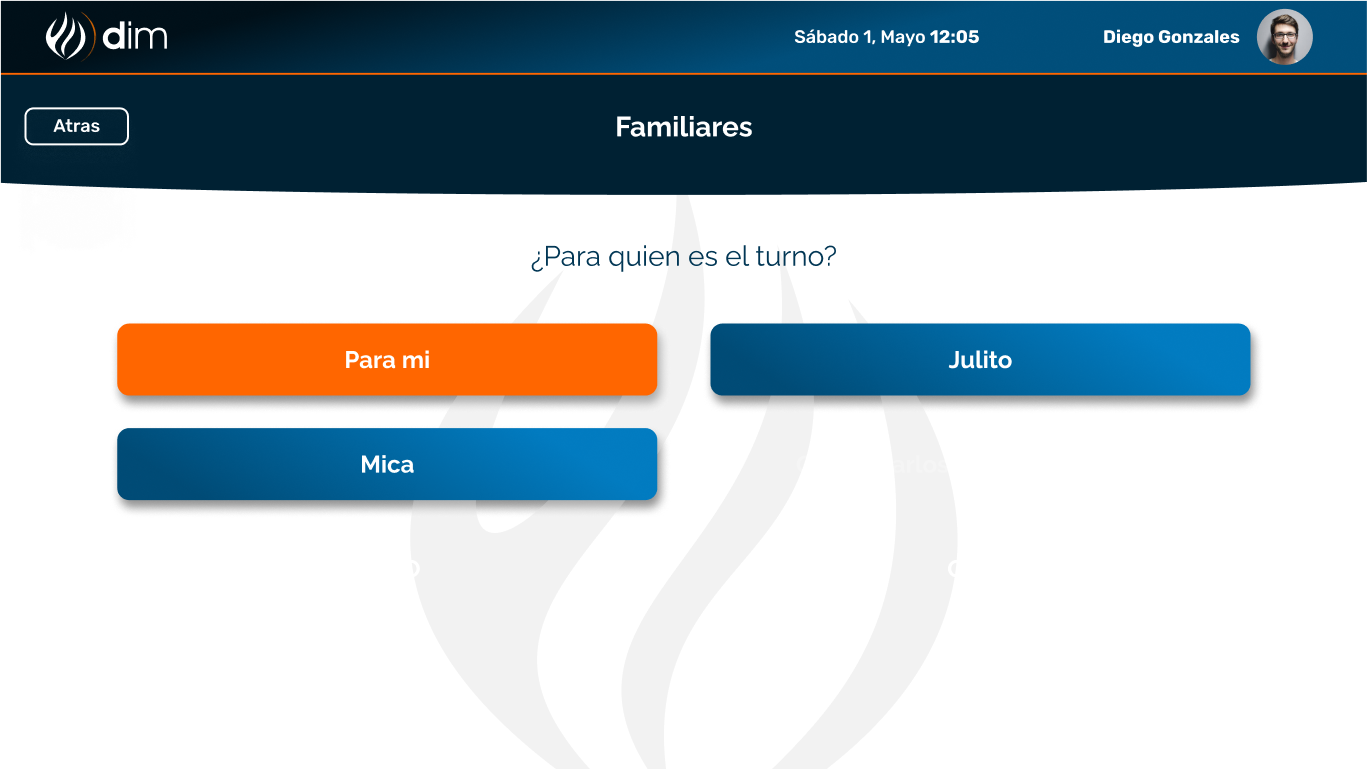 dim
Sábado 1, Mayo 12:05
Diego Gonzales
Atras
Familiares
¿Para quien es el turno?
Para mi
Julito
Mica